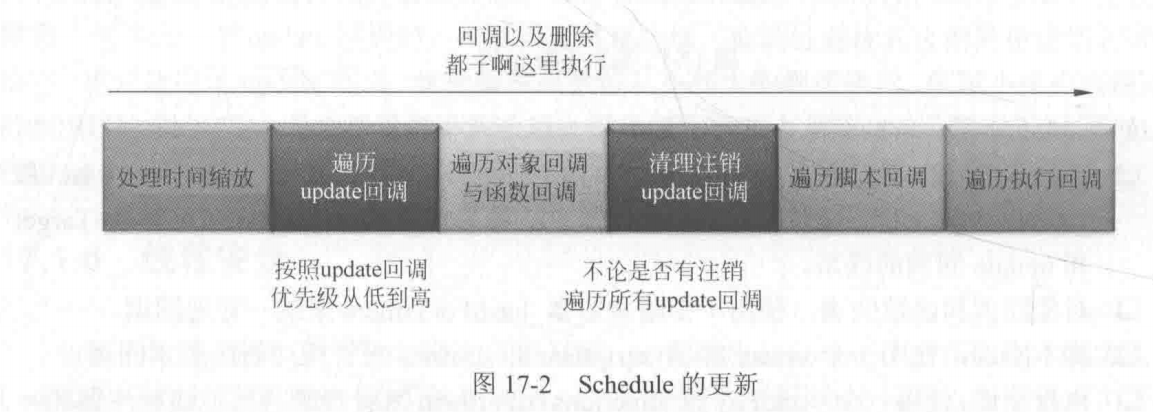 回调以及删除
都子啊这里执行
处理时间缩放
遍历
update回调
遍历对象回调
与函数回调
清理注销
update回调
遍历脚本回调
遍历执行回调
按照update回调
优先级从低到高
不论是否有注销
遍历所有update回调
图 17-2 Schedule 的更新